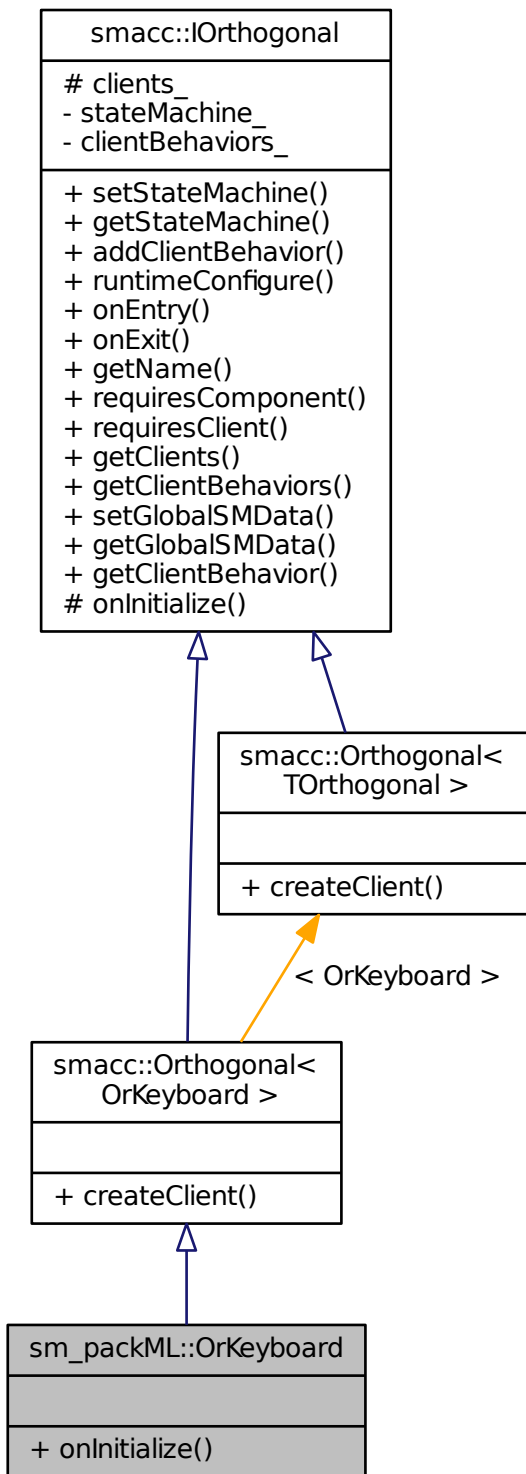 smacc::IOrthogonal
# clients_
- stateMachine_
- clientBehaviors_
+ setStateMachine()
+ getStateMachine()
+ addClientBehavior()
+ runtimeConfigure()
+ onEntry()
+ onExit()
+ getName()
+ requiresComponent()
+ requiresClient()
+ getClients()
+ getClientBehaviors()
+ setGlobalSMData()
+ getGlobalSMData()
+ getClientBehavior()
# onInitialize()
smacc::Orthogonal<
TOrthogonal >
+ createClient()
< OrKeyboard >
smacc::Orthogonal<
OrKeyboard >
+ createClient()
sm_packML::OrKeyboard
+ onInitialize()